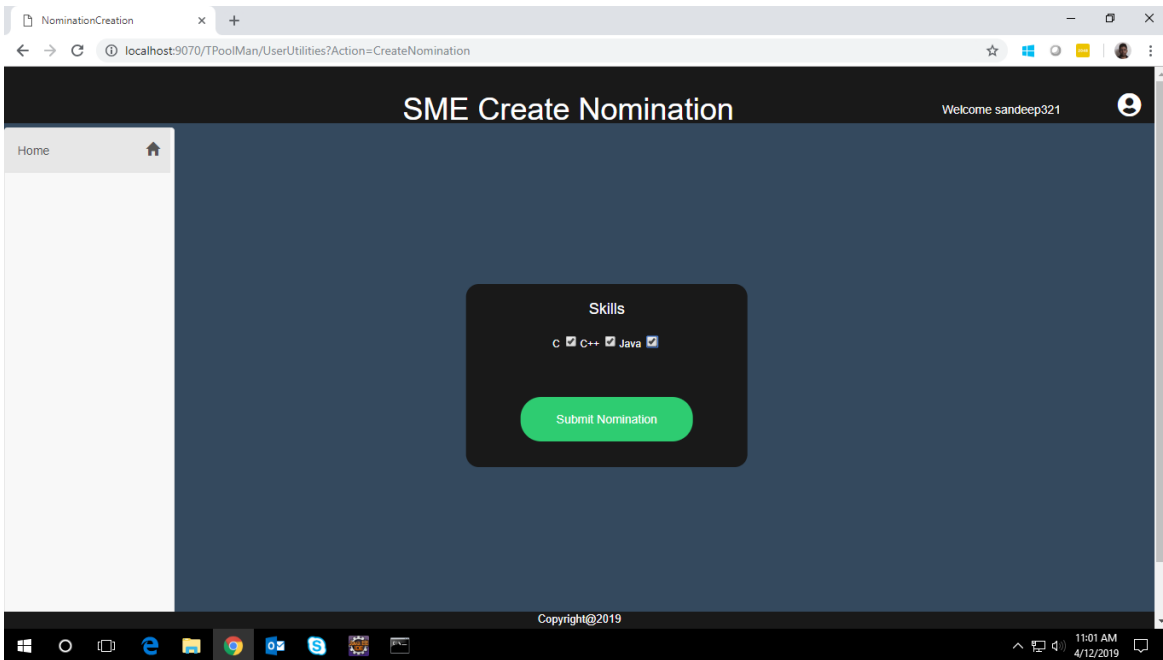 NominationCreation
localhost:9070/TPoolMan/UserUtilities?Action=CreateNomination
SME Create Nomination
Welcome sandeep321
Home
Skills
C C++ Java
Submit Nomination
Copyright@2019
11:01 AM
4/12/2019